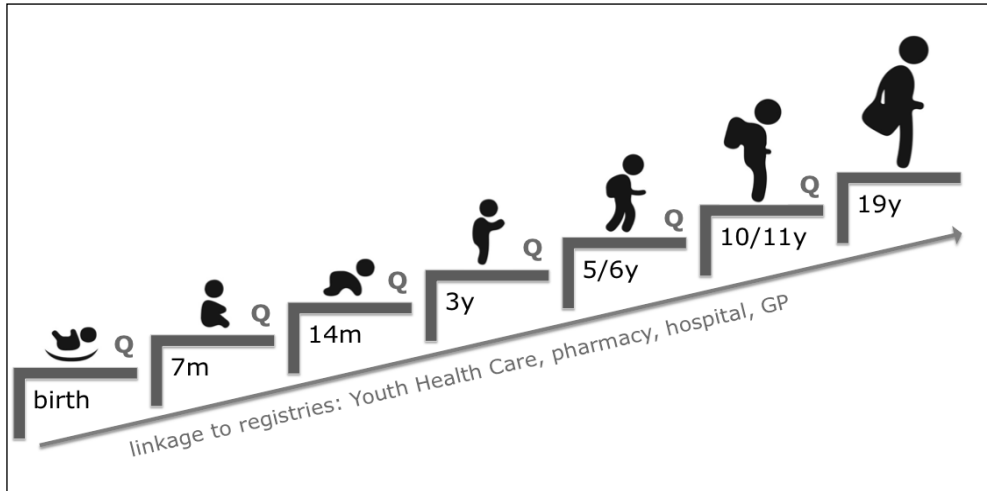 birth
Q
7m
Q
14m
Q
3y
Q
5/6y
Q
10/11y
Q
19y
linkage to registries: Youth Health Care, pharmacy, hospital, GP